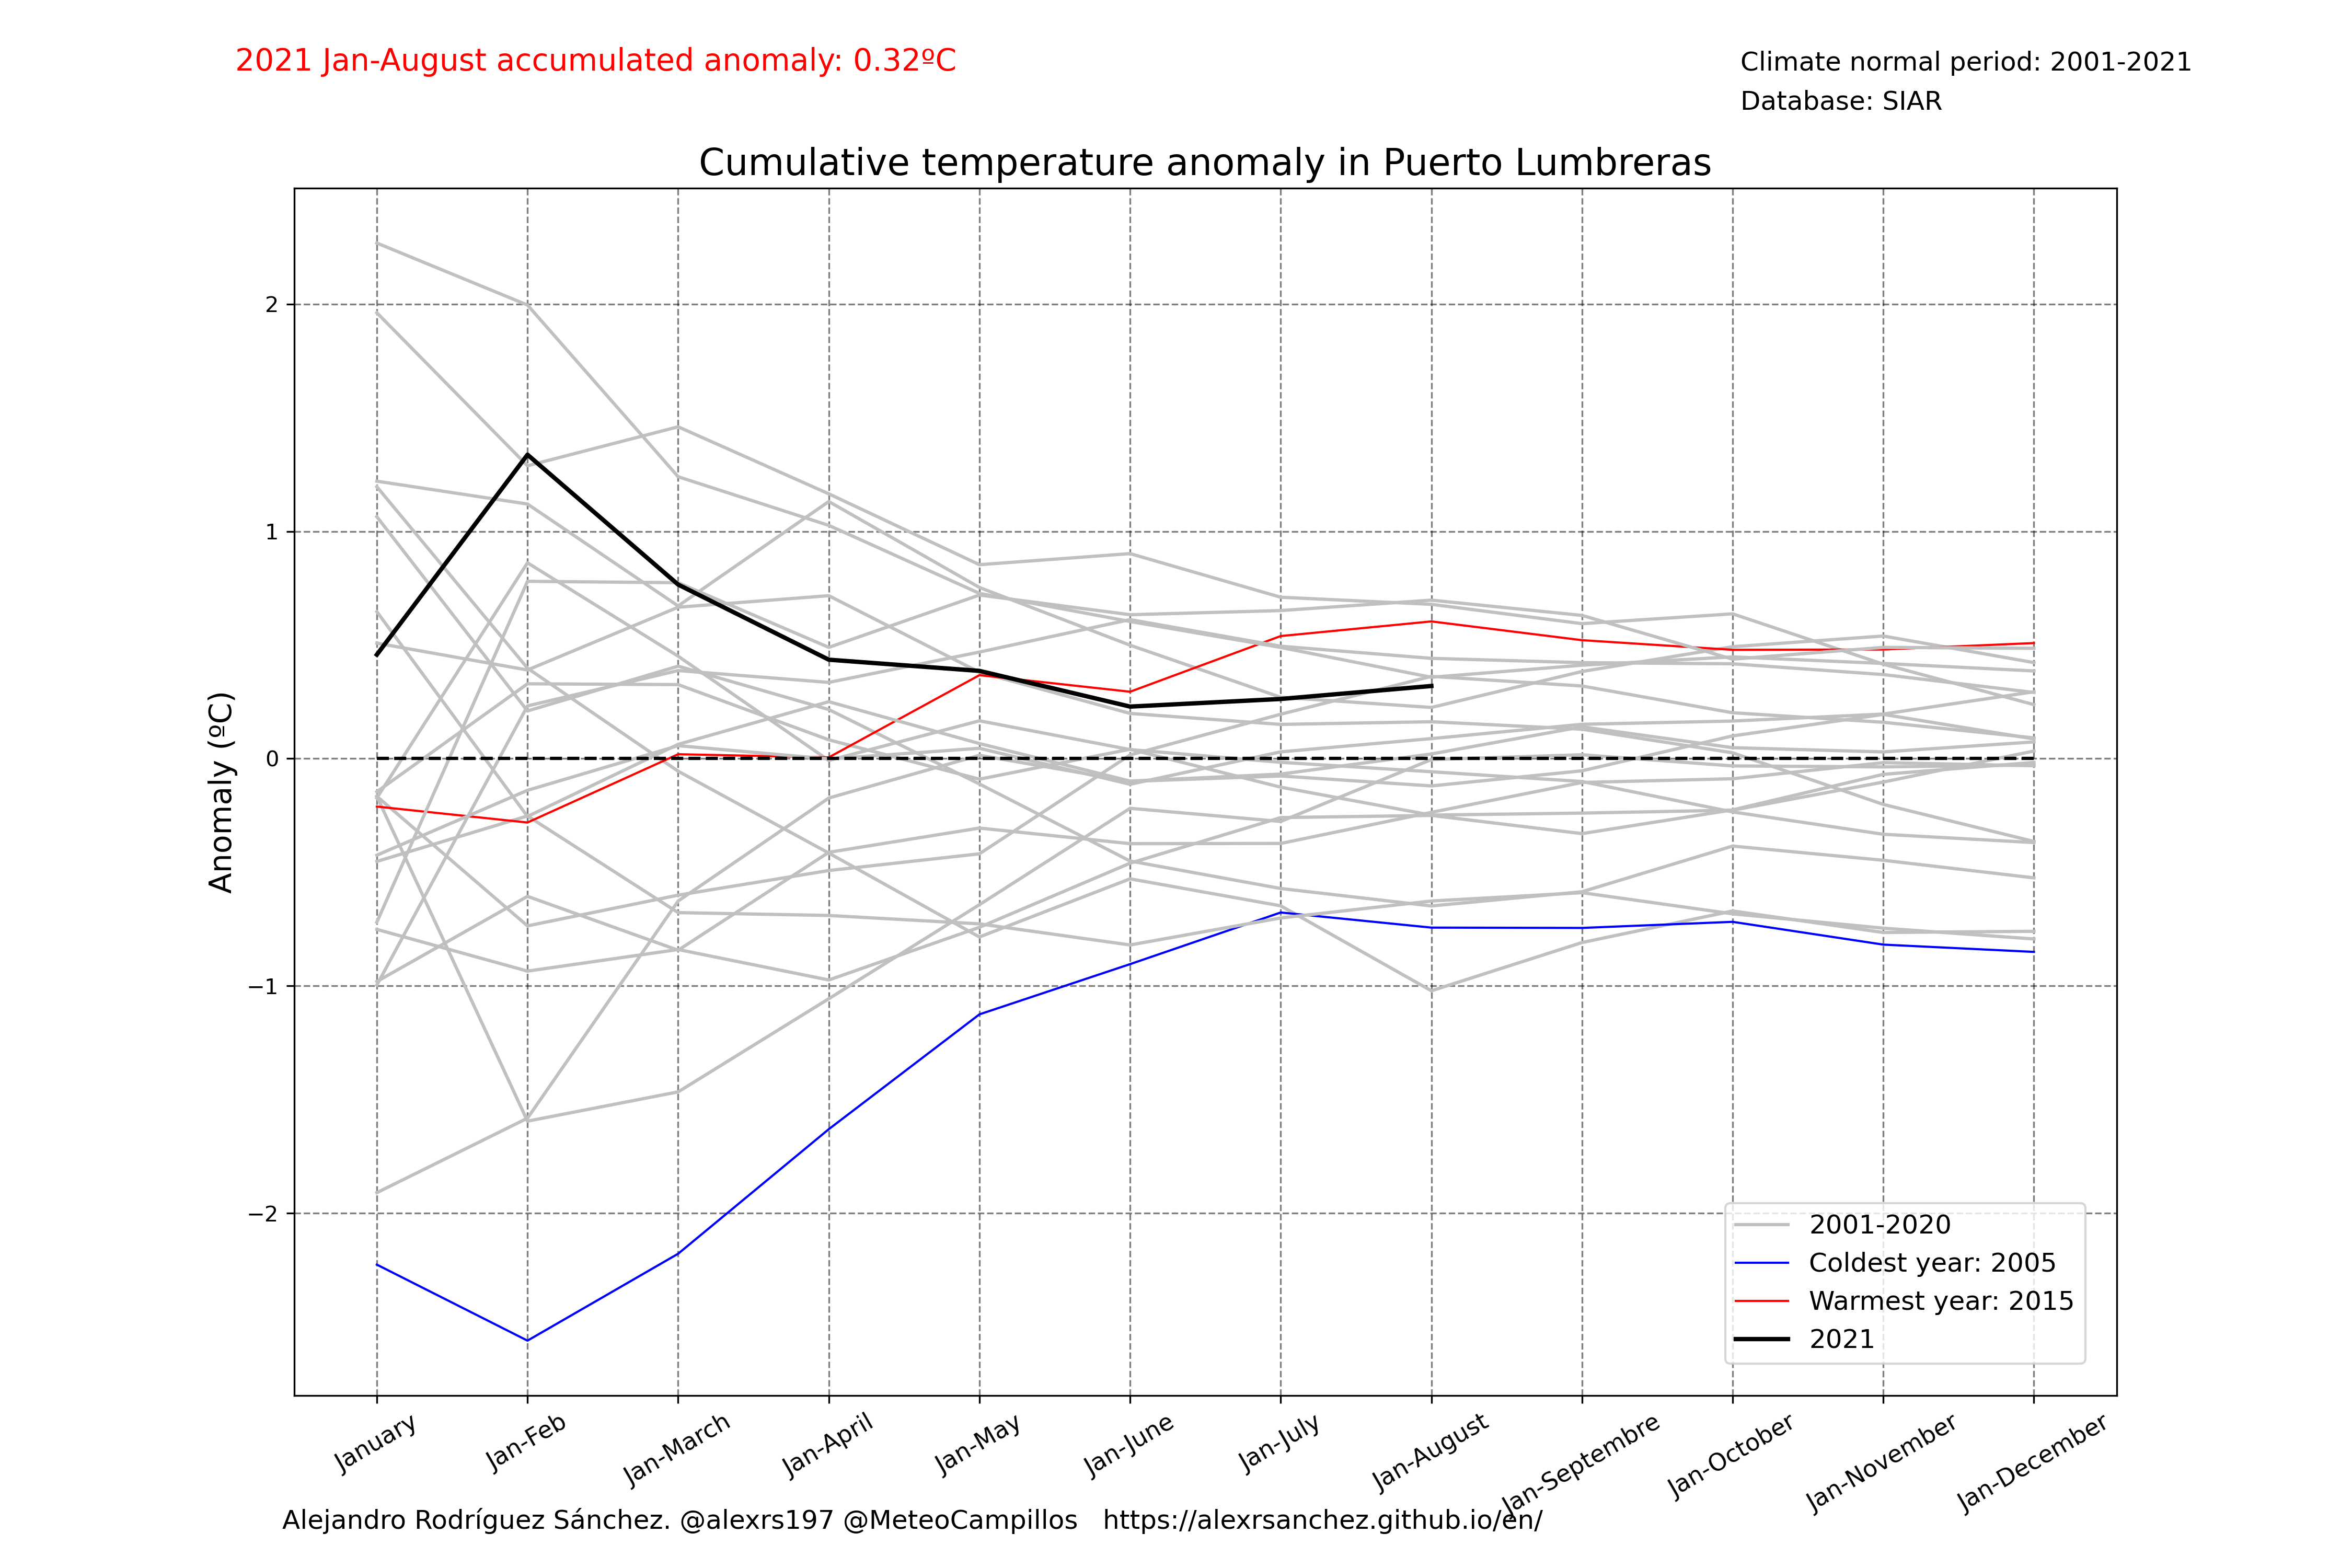 2021 Jan-August accumulated anomaly: 0.32ºC
Climate normal period: 2001-2021
Database: SIAR
Cumulative temperature anomaly in Puerto Lumbreras
Anomaly (ºC)
2
1
0
−1
−2
2001-2020
Coldest year: 2005
Warmest year: 2015
2021
January
Jan-Feb
Jan-March
Jan-April
Jan-May
Jan-June
Jan-July
Jan-August
Jan-Septembre
Jan-October
Jan-November
Jan-December
Alejandro Rodríguez Sánchez. @alexrs197 @MeteoCampillos   https://alexrsanchez.github.io/en/